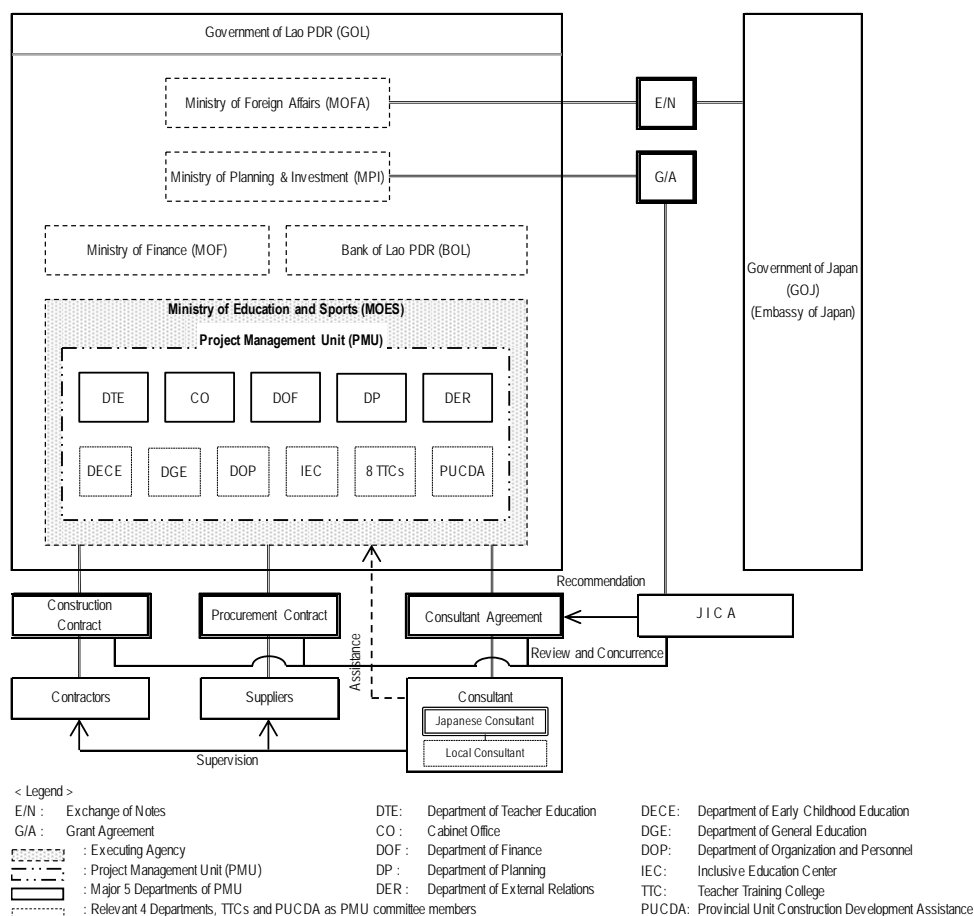 Government of Lao PDR (GOL)
Ministry of Foreign Affairs (MOFA)
E/N
Ministry of Planning & Investment (MPI)
G/A
Ministry of Finance (MOF)
Bank of Lao PDR (BOL)
Government of Japan
(GOJ)
(Embassy of Japan)
Ministry of Education and Sports (MOES)
Project Management Unit (PMU)
DTE
CO
DOF
DP
DER
DECE
DGE
DOP
IEC
8 TTCs
PUCDA
Recommendation
Construction
Contract
Procurement Contract
Consultant Agreement
JICA
Assistance
Review and Concurrence
Contractors
Suppliers
Consultant
Japanese Consultant
Local Consultant
Supervision
< Legend >
E/N : Exchange of Notes
G/A : Grant Agreement
: Executing Agency
: Project Management Unit (PMU)
: Major 5 Departments of PMU
: Relevant 4 Departments, TTCs and PUCDA as PMU committee members
DTE: Department of Teacher Education
CO : Cabinet Office
DOF : Department of Finance
DP : Department of Planning
DER : Department of External Relations
DECE: Department of Early Childhood Education
DGE: Department of General Education
DOP: Department of Organization and Personnel
IEC: Inclusive Education Center
TTC: Teacher Training College
PUCDA: Provincial Unit Construction Development Assistance